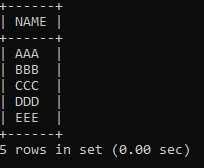 +------+
| NAME |
+------+
| AAA  |
| BBB  |
| CCC  |
| DDD  |
| EEE  |
+------+
5 rows in set (0.00 sec)